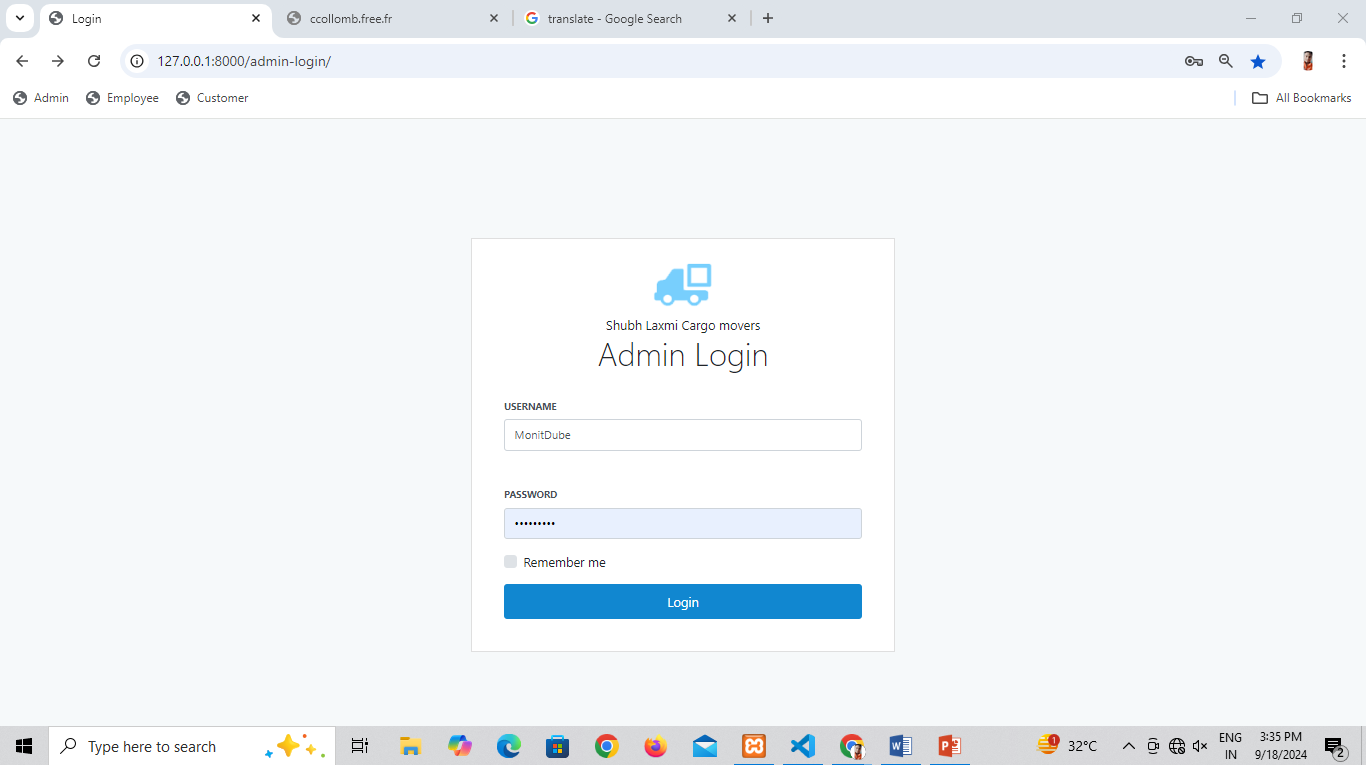 Login
ccollomb.free.fr
translate - Google Search
127.0.0.1:8000/admin-login/
Admin
Employee
Customer
All Bookmarks
Shubh Laxmi Cargo movers
Admin Login
USERNAME
MonitDube
PASSWORD
•••••••••
Remember me
Login
Type here to search
1
32°C
ENG
IN
3:35 PM
9/18/2024
2